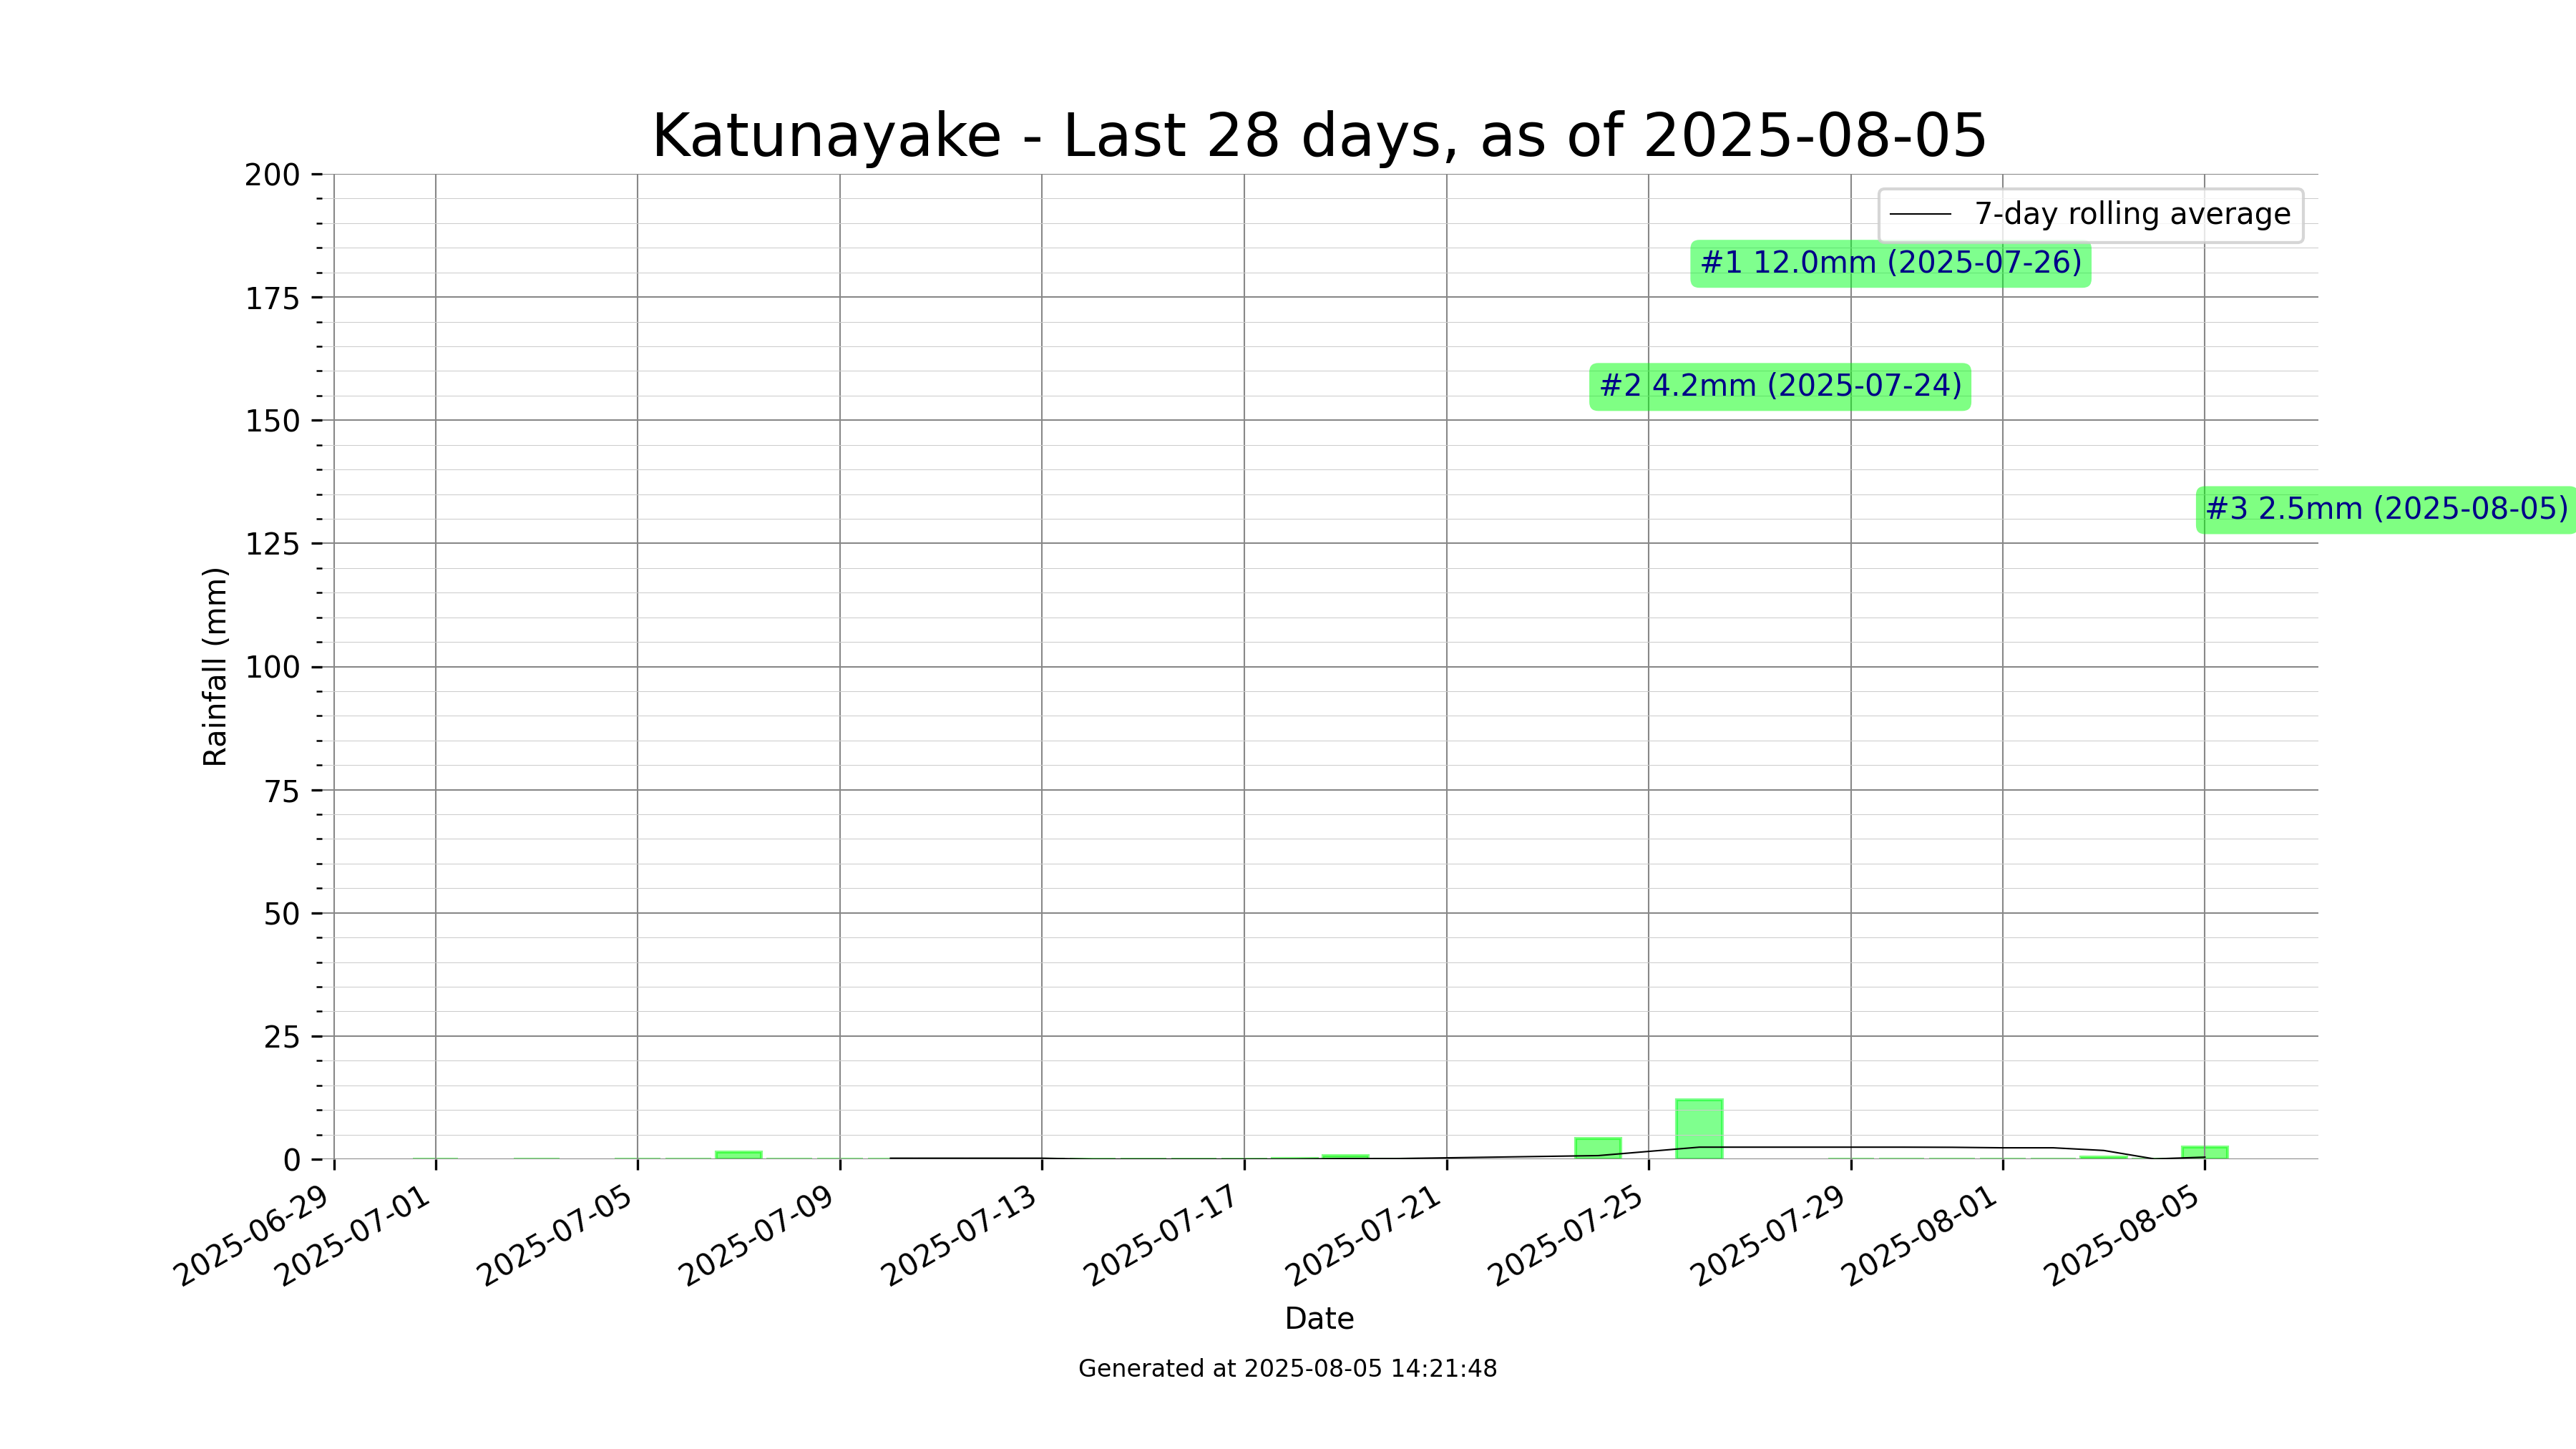 Katunayake - Last 28 days, as of 2025-08-05
7-day rolling average
#1 12.0mm (2025-07-26)
#2 4.2mm (2025-07-24)
#3 2.5mm (2025-08-05)
Rainfall (mm)
200
175
150
125
100
75
50
25
0
2025-06-29
2025-07-01
2025-07-05
2025-07-09
2025-07-13
2025-07-17
2025-07-21
2025-07-25
2025-07-29
2025-08-01
2025-08-05
Date
Generated at 2025-08-05 14:21:48